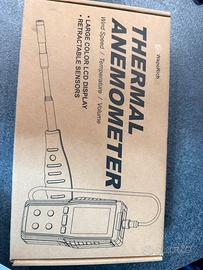 THERMAL
ANEMOMETER
Wind Speed / Temperature / Volume
• LARGE COLOR LCD DISPLAY
• RETRACTABLE SENSORS